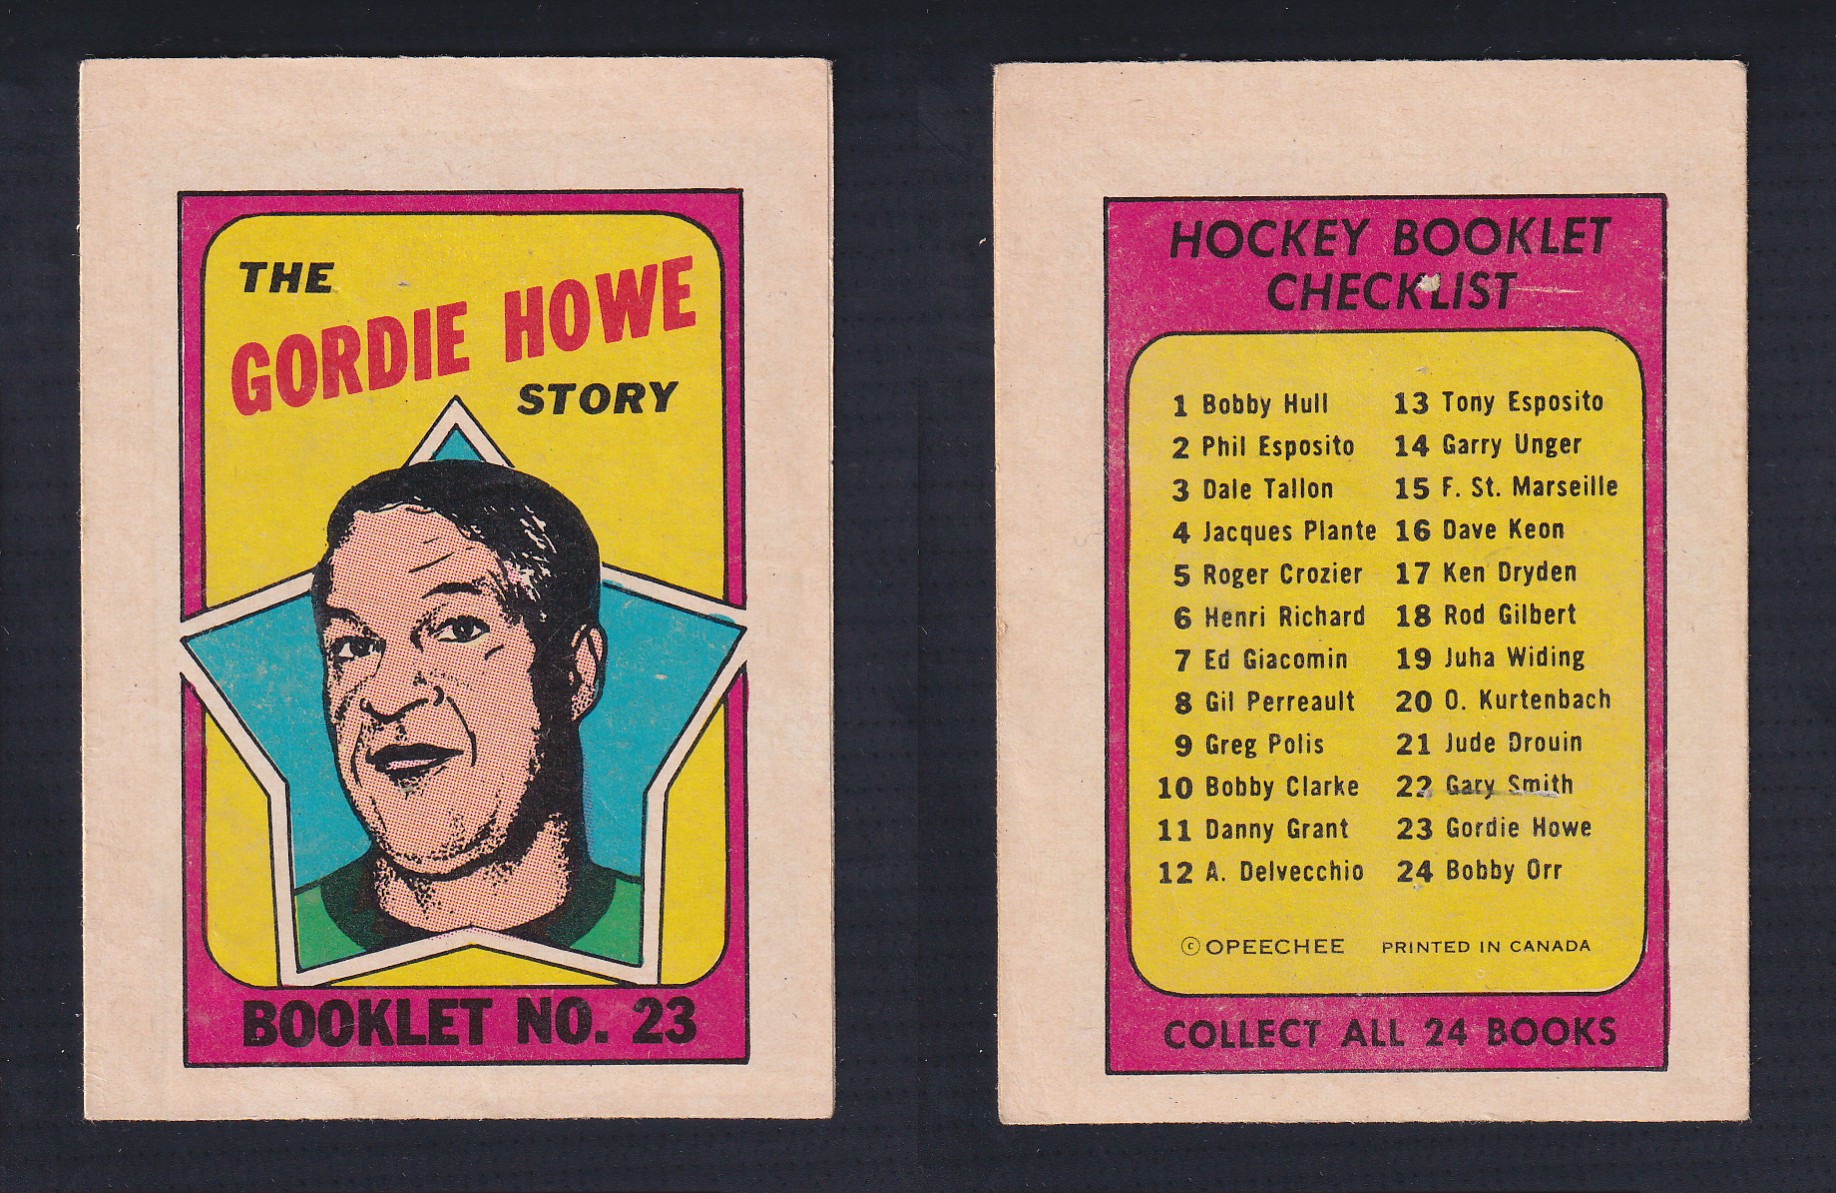 THE
GORDIE HOWE
STORY
BOOKLET NO. 23
HOCKEY BOOKLET
CHECKLIST
1 Bobby Hull
2 Phil Esposito
3 Dale Tallon
4 Jacques Plante
5 Roger Crozier
6 Henri Richard
7 Ed Giacomin
8 Gil Perreault
9 Greg Polis
10 Bobby Clarke
11 Danny Grant
12 A. Delvecchio
13 Tony Esposito
14 Garry Unger
15 F. St. Marseille
16 Dave Keon
17 Ken Dryden
18 Rod Gilbert
19 Juha Widing
20 O. Kurtenbach
21 Jude Drouin
22 Gary Smith
23 Gordie Howe
24 Bobby Orr
© OPEECHEE PRINTED IN CANADA
COLLECT ALL 24 BOOKS